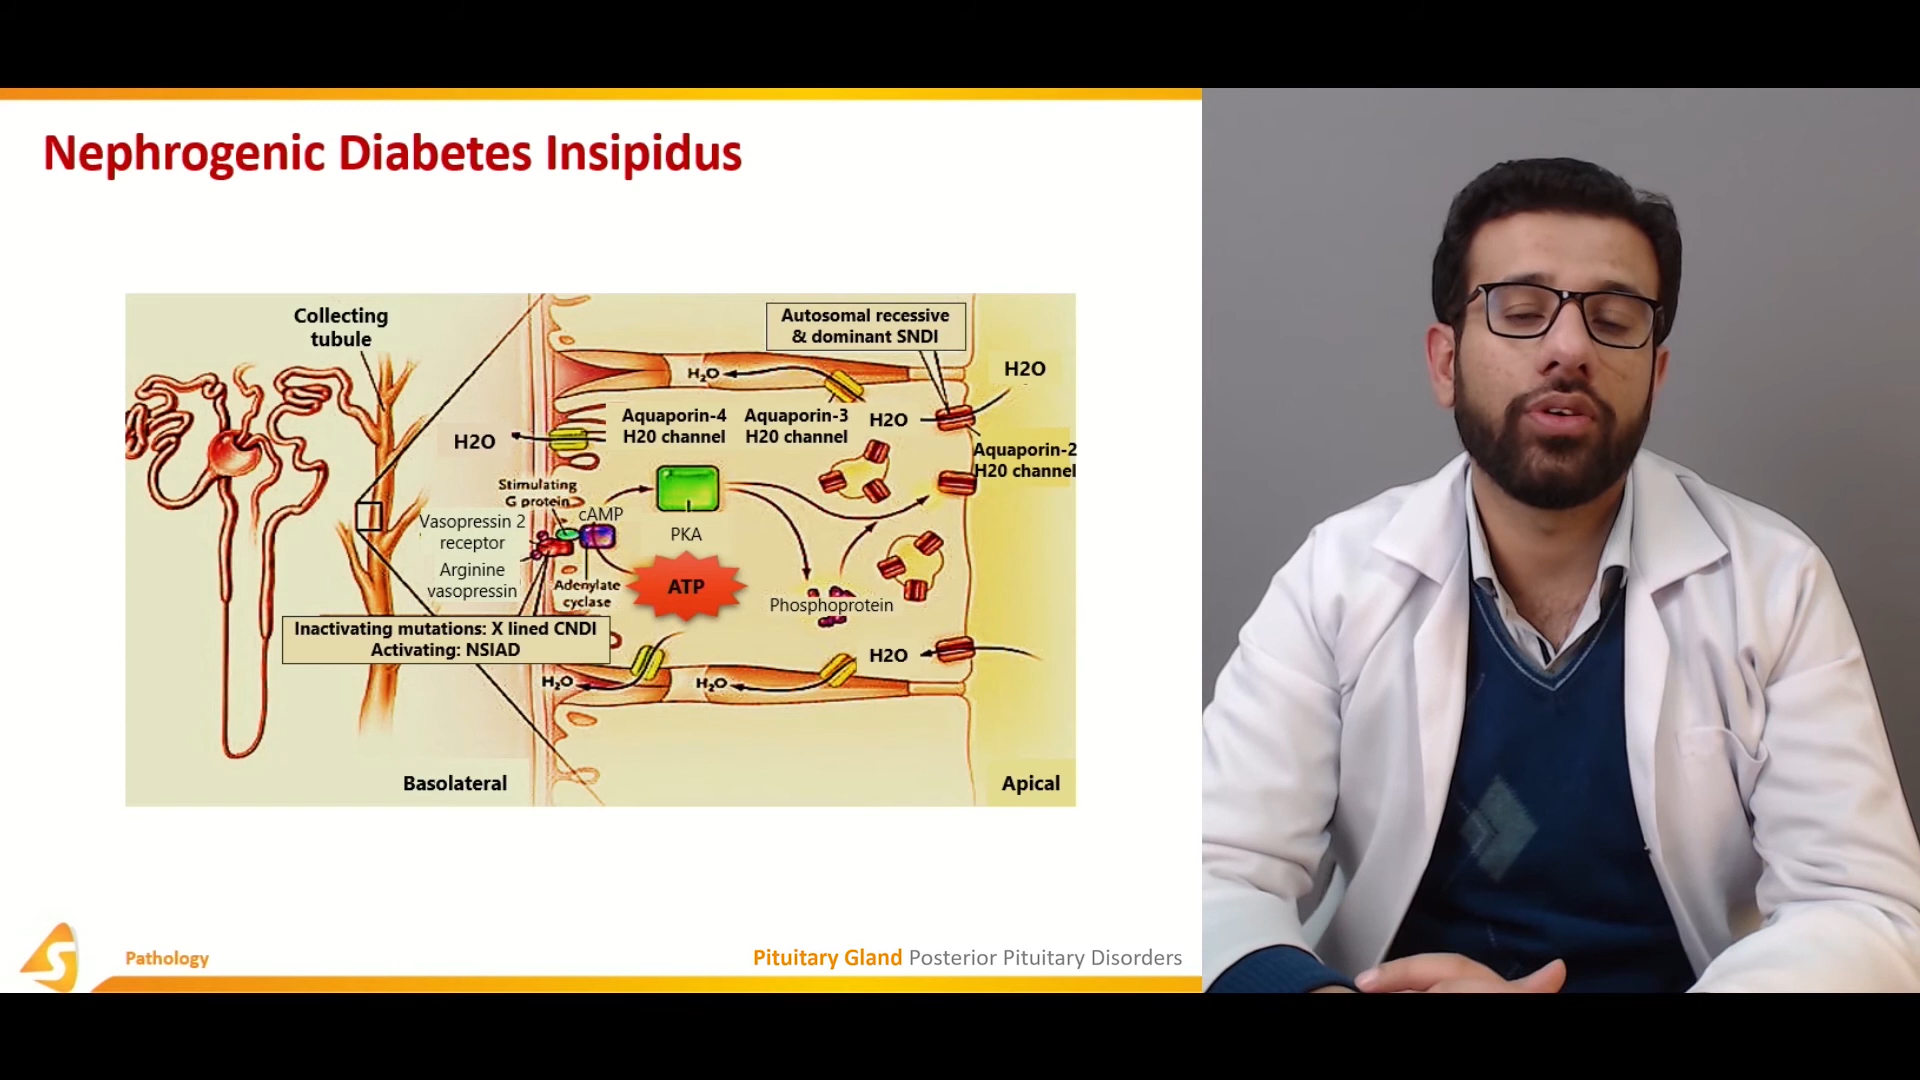 Nephrogenic Diabetes Insipidus
Collecting
tubule
Autosomal recessive
& dominant SNDI
H₂O
H2O
Aquaporin-4
H20 channel
Aquaporin-3
H20 channel
H2O
H2O
Aquaporin-2
H20 channel
Stimulating
G protein
cAMP
Vasopressin 2
receptor
PKA
Arginine
vasopressin
Adenylate
cyclase
ATP
Phosphoprotein
Inactivating mutations: X lined CNDI
Activating: NSIAD
H2O
H₂O
H₂O
Basolateral
Apical
S
Pathology
Pituitary Gland Posterior Pituitary Disorders